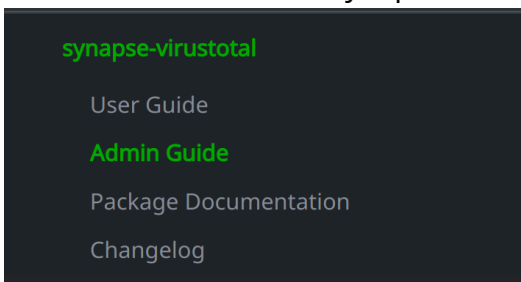 synapse-virustotal
User Guide
Admin Guide
Package Documentation
Changelog